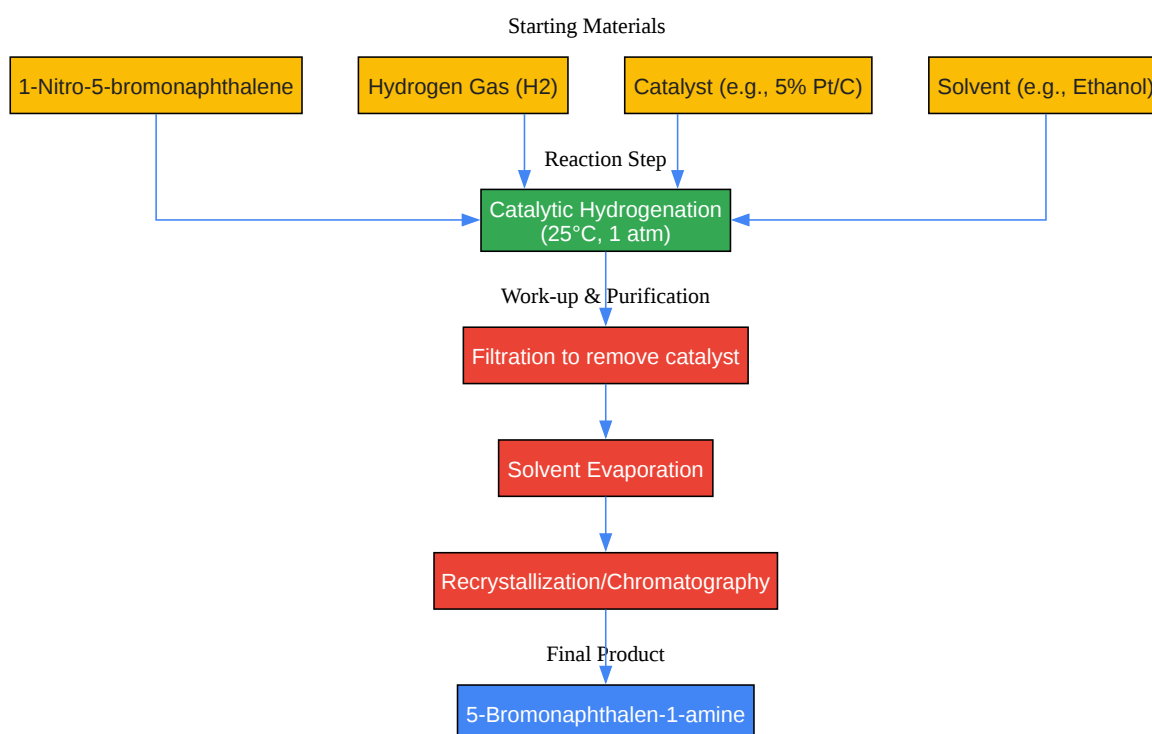 Starting Materials
1-Nitro-5-bromonaphthalene
Hydrogen Gas (H2)
Catalyst (e.g., 5% Pt/C)
Solvent (e.g., Ethanol)
Reaction Step
Catalytic Hydrogenation
(25°C, 1 atm)
Work-up & Purification
Filtration to remove catalyst
Solvent Evaporation
Recrystallization/Chromatography
Final Product
5-Bromonaphthalen-1-amine